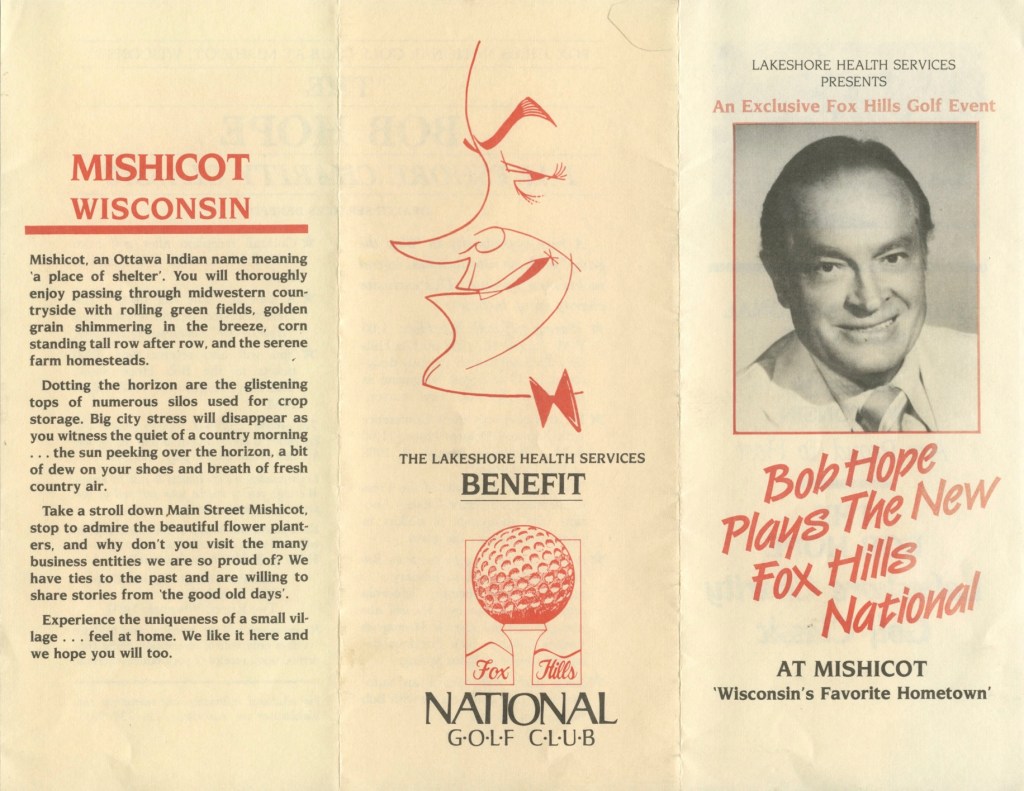 MISHICOT
WISCONSIN
Mishicot, an Ottawa Indian name meaning
'a place of shelter'. You will thoroughly
enjoy passing through midwestern coun-
tryside with rolling green fields, golden
grain shimmering in the breeze, corn
standing tall row after row, and the serene
farm homesteads.
Dotting the horizon are the glistening
tops of numerous silos used for crop
storage. Big city stress will disappear as
you witness the quiet of a country morning
. . . the sun peeking over the horizon, a bit
of dew on your shoes and breath of fresh
country air.
Take a stroll down Main Street Mishicot,
stop to admire the beautiful flower plant-
ers, and why don't you visit the many
business entities we are so proud of? We
have ties to the past and are willing to
share stories from 'the good old days'.
Experience the uniqueness of a small vil-
lage . . . feel at home. We like it here and
we hope you will too.
THE LAKESHORE HEALTH SERVICES
BENEFIT
Fox Hills
NATIONAL
G·O·L·F C·L·U·B
LAKESHORE HEALTH SERVICES
PRESENTS
An Exclusive Fox Hills Golf Event
Bob Hope
Plays The New
Fox Hills
National
AT MISHICOT
'Wisconsin's Favorite Hometown'